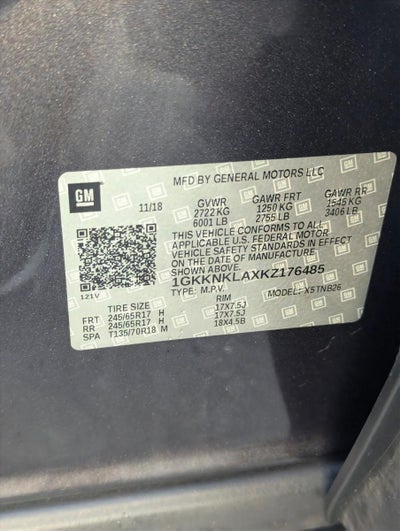 GM
MFD BY GENERAL MOTORS LLC
11/18 GVWR GAWR FRT GAWR RR
2722 KG 1250 KG 1545 KG
6001 LB 2755 LB 3406 LB
THIS VEHICLE CONFORMS TO ALL
APPLICABLE U.S. FEDERAL MOTOR
VEHICLE SAFETY STANDARDS IN EFFECT
ON THE DATE OF MANUFACTURE SHOWN ABOVE.
1GKKNKLAXKZ176485
121V TYPE: M.P.V. MODEL: X5TNB26
TIRE SIZE RIM
FRT 245/65R17 H 17X7.5J
RR 245/65R17 H 17X7.5J
SPA T135/70R18 M 18X4.5B